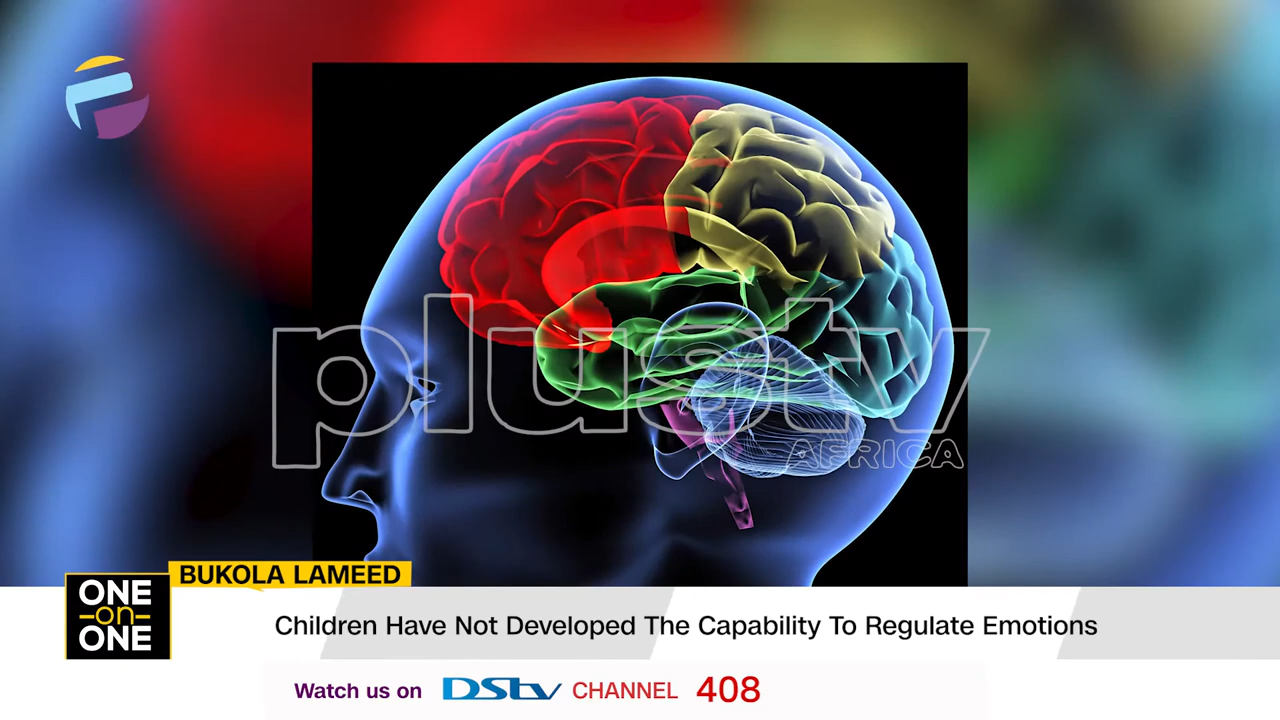 plustv
AFRICA
BUKOLA LAMEED
ONE
on
ONE
Children Have Not Developed The Capability To Regulate Emotions
Watch us on DStv CHANNEL 408